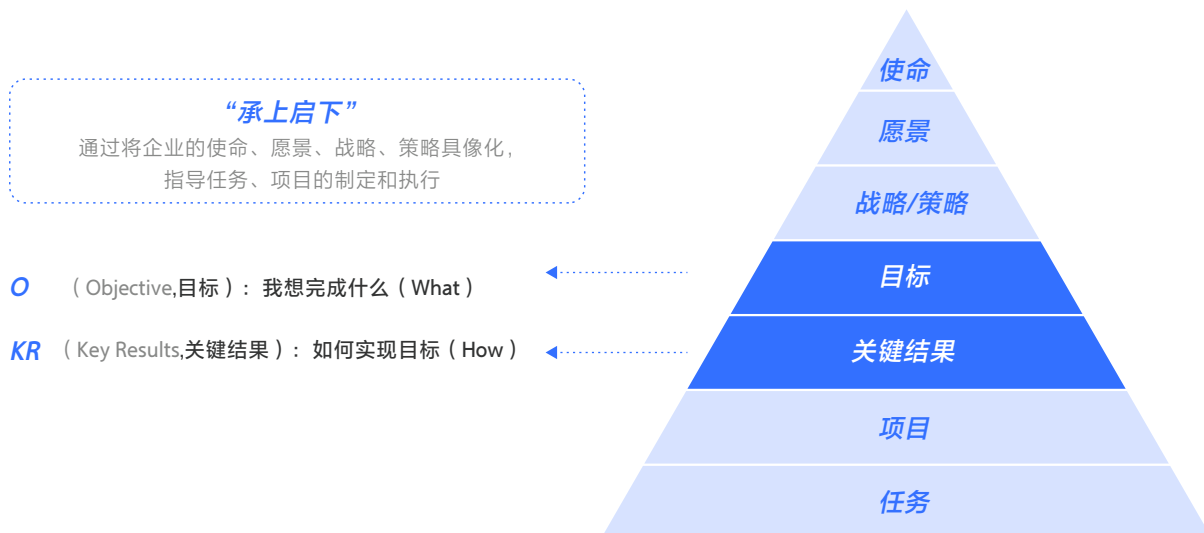 “承上启下”
通过将企业的使命、愿景、战略、策略具像化，
指导任务、项目的制定和执行
O （Objective,目标）：我想完成什么（What）
KR （Key Results,关键结果）：如何实现目标（How）
使命
愿景
战略/策略
目标
关键结果
项目
任务